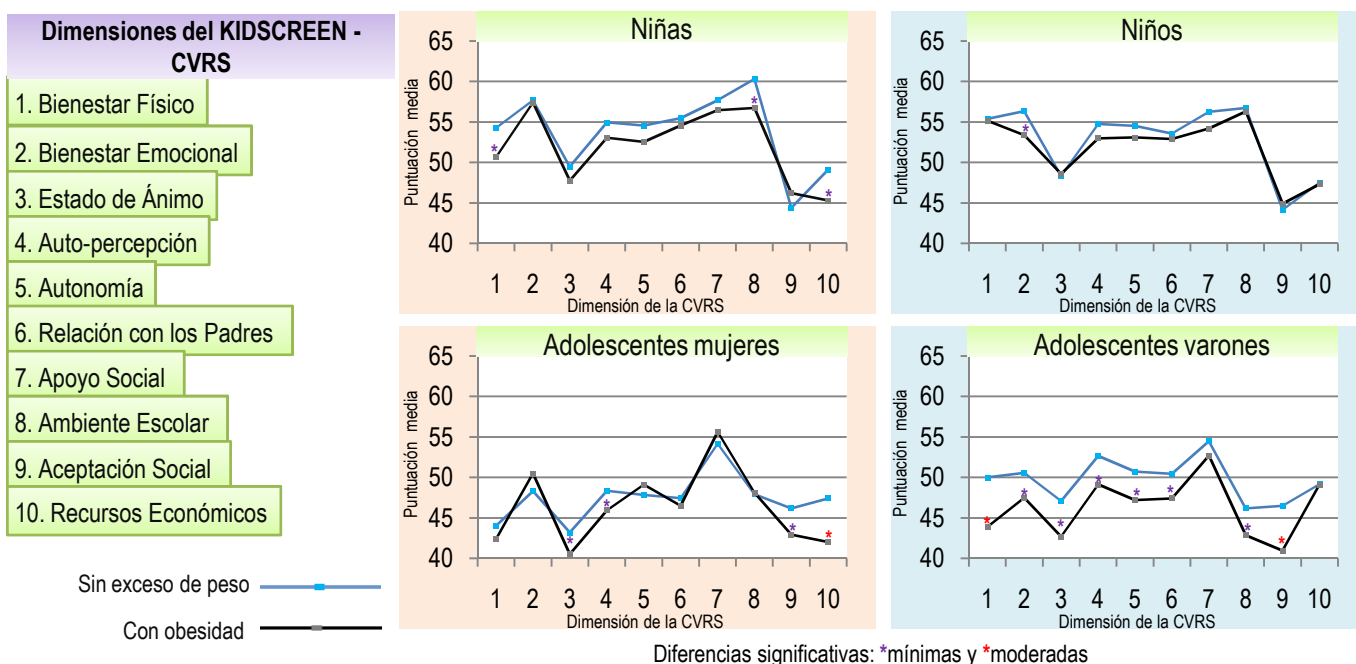 Dimensiones del KIDSCREEN -
CVRS
1. Bienestar Físico
2. Bienestar Emocional
3. Estado de Ánimo
4. Auto-percepción
5. Autonomía
6. Relación con los Padres
7. Apoyo Social
8. Ambiente Escolar
9. Aceptación Social
10. Recursos Económicos
Sin exceso de peso
Con obesidad
Niñas
Puntuación media
65
60
55
50
45
40
* * *
1 2 3 4 5 6 7 8 9 10
Dimensión de la CVRS
Niños
Puntuación media
65
60
55
50
45
40
*
1 2 3 4 5 6 7 8 9 10
Dimensión de la CVRS
Adolescentes mujeres
Puntuación media
65
60
55
50
45
40
* * * *
1 2 3 4 5 6 7 8 9 10
Dimensión de la CVRS
Adolescentes varones
Puntuación media
65
60
55
50
45
40
* * * * * * * *
1 2 3 4 5 6 7 8 9 10
Dimensión de la CVRS
Diferencias significativas: *mínimas y *moderadas